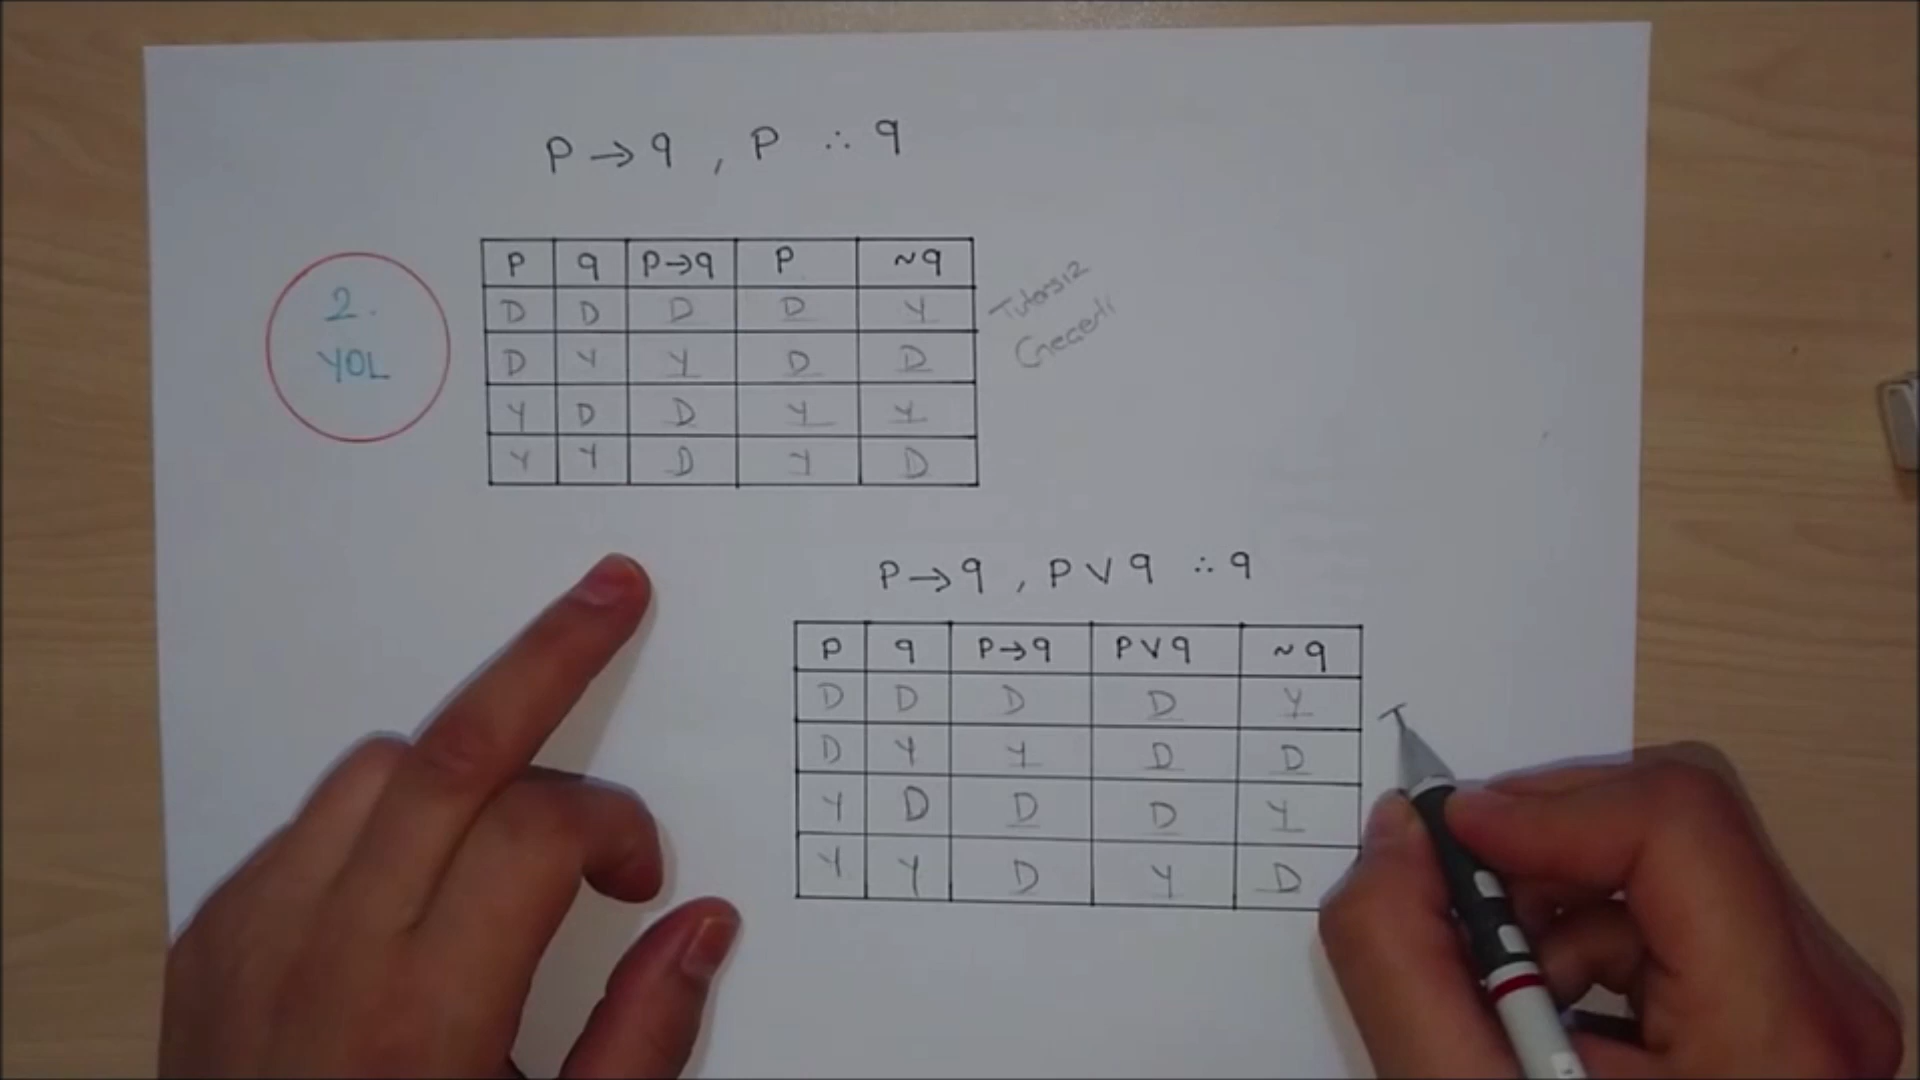 P → q , P ∴ q
2.
YOL
P q P→q P ~q
D D D D Y
D Y Y D D
Y D D Y Y
Y Y D Y D
Tutarsız
Geçerli
P → q , P ∨ q ∴ q
P q P→q P∨q ~q
D D D D Y
D Y Y D D
Y D D D Y
Y Y D Y D
T